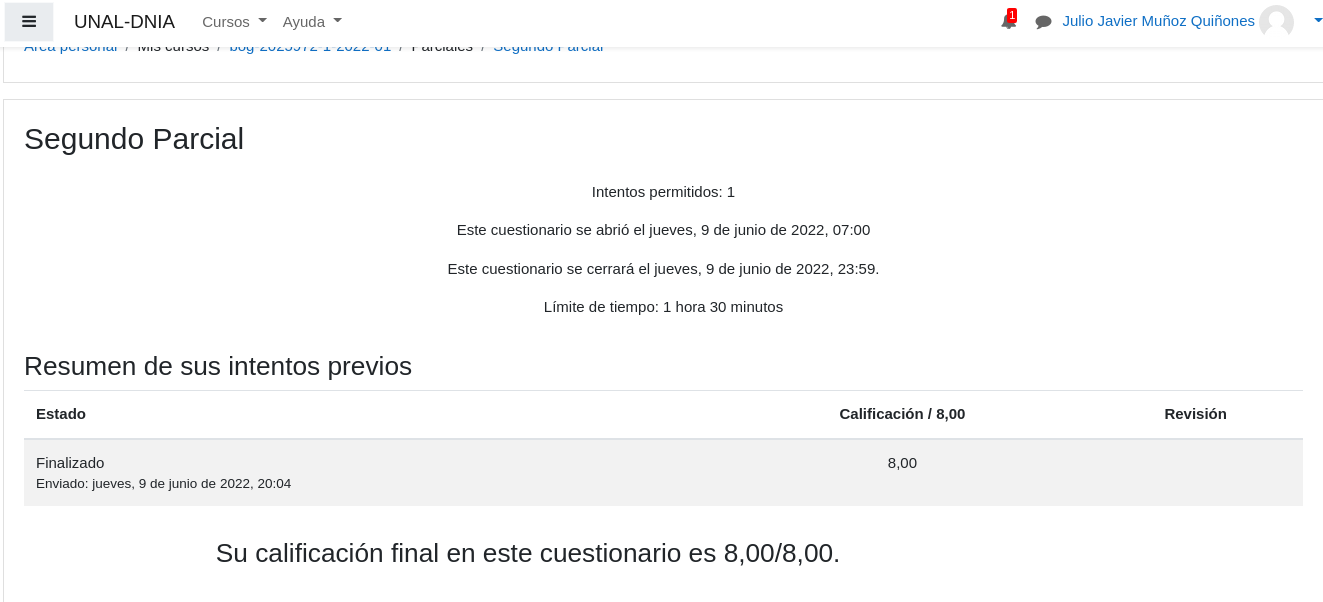 UNAL-DNIA Cursos Ayuda 1 Julio Javier Muñoz Quiñones
Área personal / Mis cursos / bog-2025972-1-2022-01 / Parciales / Segundo Parcial
Segundo Parcial
Intentos permitidos: 1
Este cuestionario se abrió el jueves, 9 de junio de 2022, 07:00
Este cuestionario se cerrará el jueves, 9 de junio de 2022, 23:59.
Límite de tiempo: 1 hora 30 minutos
Resumen de sus intentos previos
Estado Calificación / 8,00 Revisión
Finalizado 8,00
Enviado: jueves, 9 de junio de 2022, 20:04
Su calificación final en este cuestionario es 8,00/8,00.